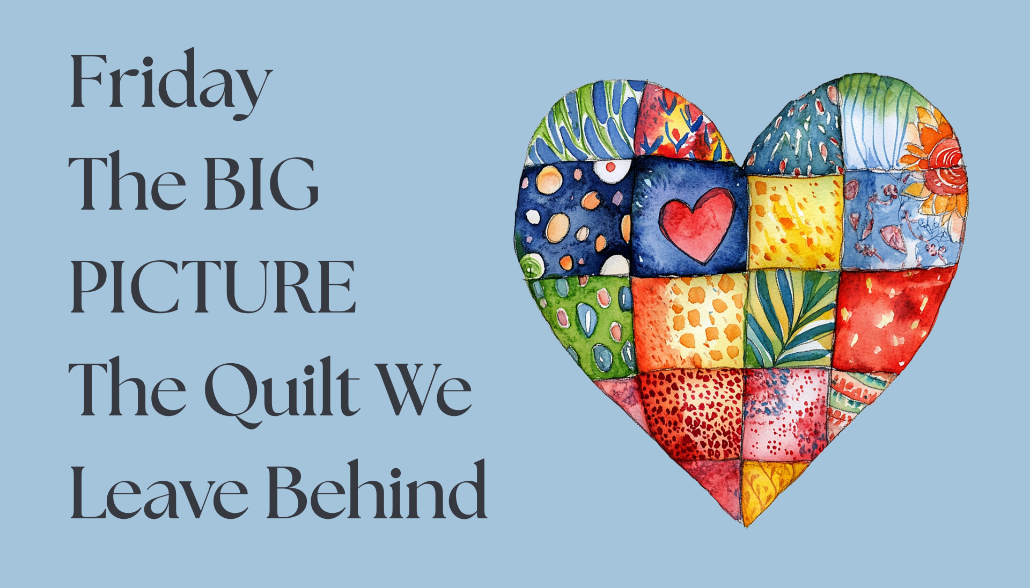 Friday
The BIG
PICTURE
The Quilt We
Leave Behind